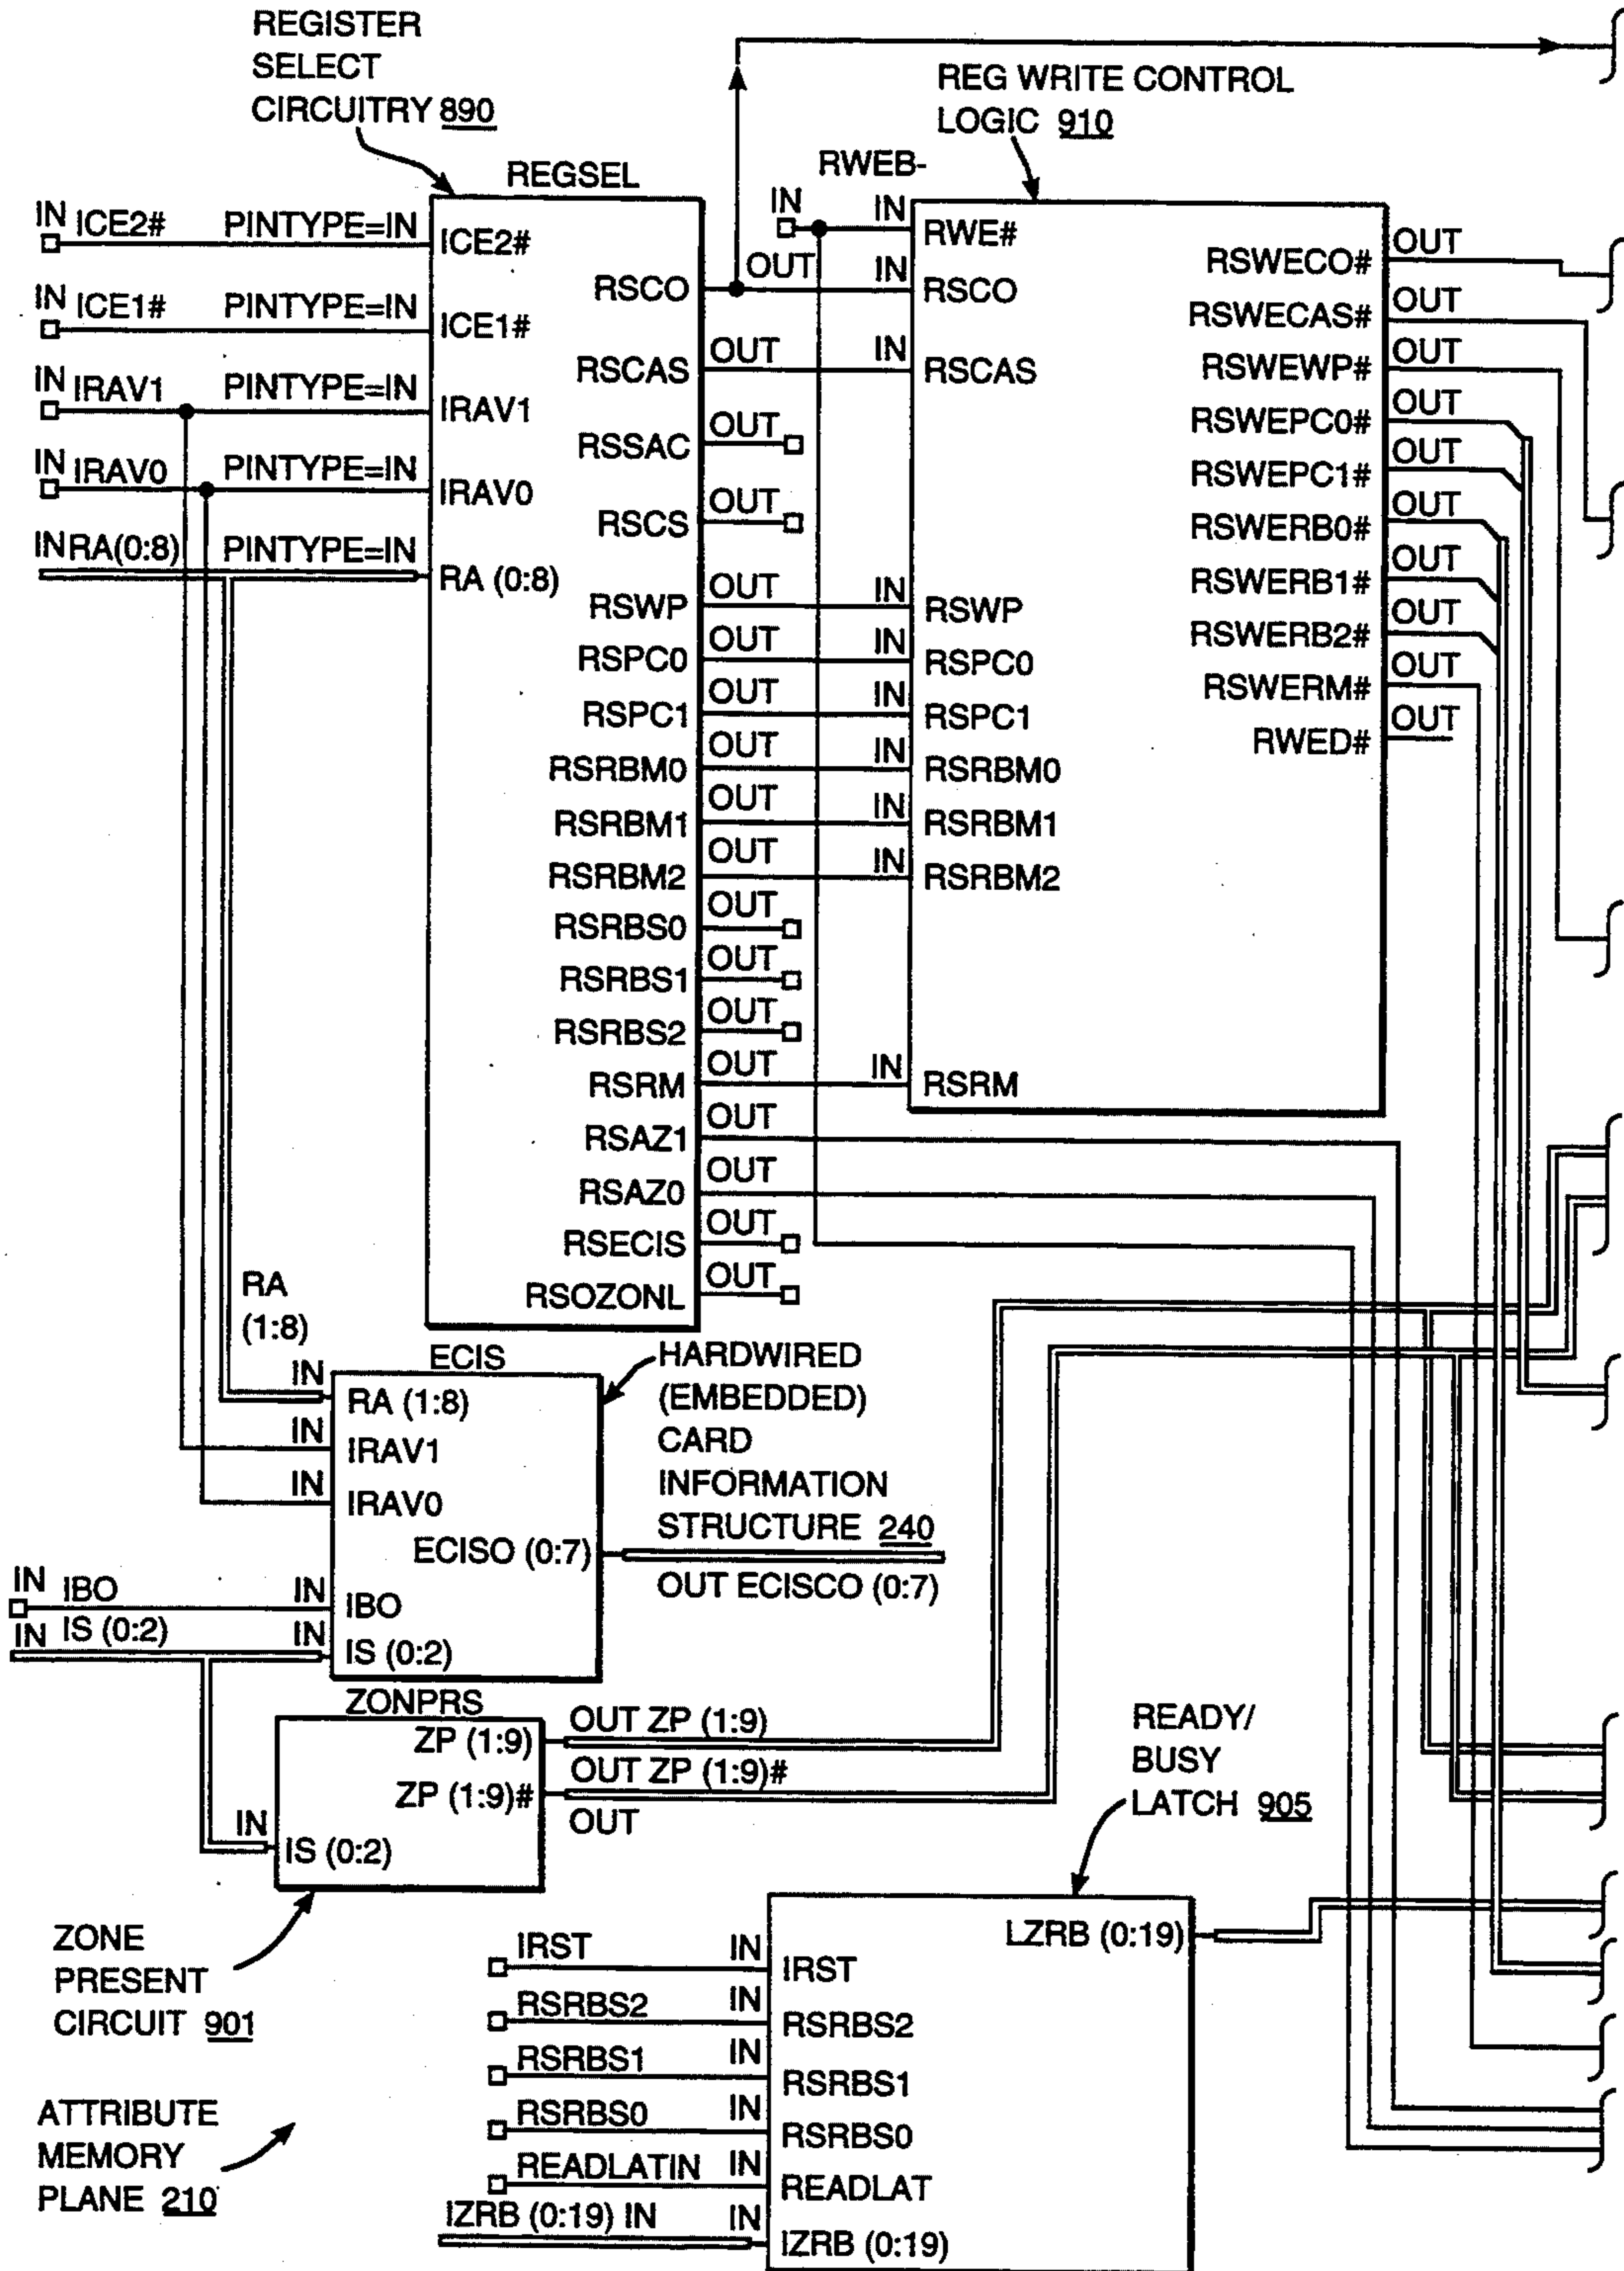 REGISTER
SELECT
CIRCUITRY 890
REGSEL
IN ICE2# PINTYPE=IN ICE2#
IN ICE1# PINTYPE=IN ICE1#
IN IRAV1 PINTYPE=IN IRAV1
IN IRAV0 PINTYPE=IN IRAV0
IN RA(0:8) PINTYPE=IN RA (0:8)
RSCO OUT
RSCAS OUT
RSSAC OUT
RSCS OUT
RSWP OUT
RSPC0 OUT
RSPC1 OUT
RSRBM0 OUT
RSRBM1 OUT
RSRBM2 OUT
RSRBS0 OUT
RSRBS1 OUT
RSRBS2 OUT
RSRM OUT
RSAZ1 OUT
RSAZ0 OUT
RSECIS OUT
RSOZONL OUT
REG WRITE CONTROL
LOGIC 910
RWEB-
IN IN RWE#
IN RSCO
IN RSCAS
IN RSWP
IN RSPC0
IN RSPC1
IN RSRBM0
IN RSRBM1
IN RSRBM2
IN RSRM
RSWECO# OUT
RSWECAS# OUT
RSWEWP# OUT
RSWEPC0# OUT
RSWEPC1# OUT
RSWERB0# OUT
RSWERB1# OUT
RSWERB2# OUT
RSWERM# OUT
RWED# OUT
RA
(1:8)
ECIS
IN RA (1:8)
IN IRAV1
IN IRAV0
ECISO (0:7)
IN IBO IN IBO
IN IS (0:2) IN IS (0:2)
HARDWIRED
(EMBEDDED)
CARD
INFORMATION
STRUCTURE 240
OUT ECISCO (0:7)
ZONPRS
ZP (1:9) OUT ZP (1:9)
ZP (1:9)# OUT ZP (1:9)#
OUT
IN IS (0:2)
ZONE
PRESENT
CIRCUIT 901
READY/
BUSY
LATCH 905
LZRB (0:19)
IRST IN IRST
RSRBS2 IN RSRBS2
RSRBS1 IN RSRBS1
RSRBS0 IN RSRBS0
READLATIN IN READLAT
IZRB (0:19) IN IN IZRB (0:19)
ATTRIBUTE
MEMORY
PLANE 210